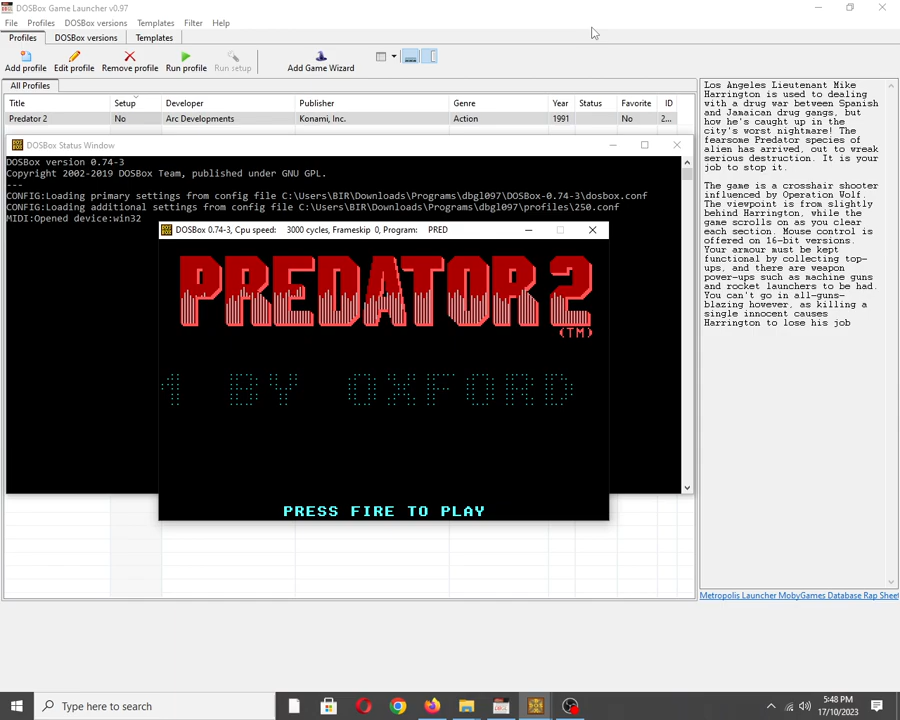 DOSBox Game Launcher v0.97
File Profiles DOSBox versions Templates Filter Help
Profiles DOSBox versions Templates
Add profile Edit profile Remove profile Run profile Run setup Add Game Wizard
All Profiles
Title Setup Developer Publisher Genre Year Status Favorite ID
Predator 2 No Arc Developments Konami, Inc. Action 1991 No 2...
DOSBox Status Window
DOSBox version 0.74-3
Copyright 2002-2019 DOSBox Team, published under GNU GPL.
---
CONFIG:Loading primary settings from config file C:\Users\BIR\Downloads\Programs\dbgl097\DOSBox-0.74-3\dosbox.conf
CONFIG:Loading additional settings from config file C:\Users\BIR\Downloads\Programs\dbgl097\profiles\250.conf
MIDI:Opened device:win32
DOSBox 0.74-3, Cpu speed: 3000 cycles, Frameskip 0, Program: PRED
PREDATOR 2
(TM)
1 BY OXFORD
PRESS FIRE TO PLAY
Los Angeles Lieutenant Mike
Harrington is used to dealing
with a drug war between Spanish
and Jamaican drug gangs, but
how he's caught up in the
city's worst nightmare! The
fearsome Predator species of
alien has arrived, out to wreak
serious destruction. It is your
job to stop it.
The game is a crosshair shooter
influenced by Operation Wolf.
The viewpoint is from slightly
behind Harrington, while the
game scrolls on as you clear
each section. Mouse control is
offered on 16-bit versions.
Your armour must be kept
functional by collecting top-
ups, and there are weapon
power-ups such as machine guns
and rocket launchers to be had.
You can't go in all-guns-
blazing however, as killing a
single innocent causes
Harrington to lose his job
Metropolis Launcher MobyGames Database Rap Sheet
Type here to search
5:48 PM
17/10/2023